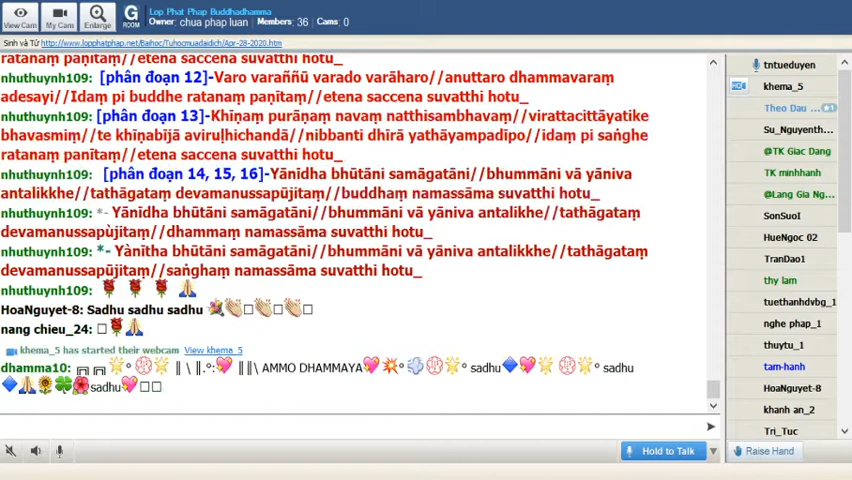 View Cam
My Cam
Enlarge
G
ROOM
Lop Phat Phap Buddhadhamma
Owner: chua phap luan Members: 36 Cams: 0
Sinh và Tử http://www.lopphatphap.net/Baihoc/Tuhocmuadaidich/Apr-28-2020.htm
ratanaṃ paṇītaṃ//etena saccena suvatthi hotu_
nhuthuynh109: [phân đoạn 12]-Varo varaññū varado varāharo//anuttaro dhammavaraṃ
adesayi//Idaṃ pi buddhe ratanaṃ paṇītaṃ//etena saccena suvatthi hotu_
nhuthuynh109: [phân đoạn 13]-Khīṇaṃ purāṇaṃ navaṃ natthisambhavaṃ//virattacittāyatike
bhavasmiṃ//te khīṇabījā aviruḷhichandā//nibbanti dhīrā yathāyampadīpo//idaṃ pi saṅghe
ratanaṃ panītaṃ//etena saccena suvatthi hotu_
nhuthuynh109: [phân đoạn 14, 15, 16]-Yānīdha bhūtāni samāgatāni//bhummāni vā yāniva
antalikkhe//tathāgataṃ devamanussapūjitaṃ//buddhaṃ namassāma suvatthi hotu_
nhuthuynh109: *- Yānīdha bhūtāni samāgatāni//bhummāni vā yāniva antalikhe//tathāgataṃ
devamanussapùjitaṃ//dhammaṃ namassāma suvatthi hotu_
nhuthuynh109: *- Yànītha bhūtāni samāgatāni//bhummāni vā yāniva antalikkhe//tathāgataṃ
devamanussapūjitaṃ//saṅghaṃ namassāma suvatthi hotu_
nhuthuynh109: 🌹 🌹 🌹 🙏
HoaNguyet-8: Sadhu sadhu sadhu 💐👏□👏□👏□
nang chieu_24: □🌹🙏
khema_5 has started their webcam View khema_5
dhamma10: ╔╗╔╗🌟° 🌟 ║ \ ║.°:💖 ║║\ AMMO DHAMMAYA💖💥° 💨 🌟° sadhu🔷💖🌟 🌟° sadhu
🔷🙏🌻🍀🌺sadhu💖□□
Hold to Talk
Raise Hand
tntueduyen
HQ khema_5
Theo Dau ... ★1
Su_Nguyenth...
@TK Giac Dang
TK minhhanh
@Lang Gia Ng...
SonSuoI
HueNgoc 02
TranDao1
thy lam
tuethanhdvbg_1
nghe phap_1
thuytu_1
tam-hanh
HoaNguyet-8
khanh an_2
Tri_Tuc